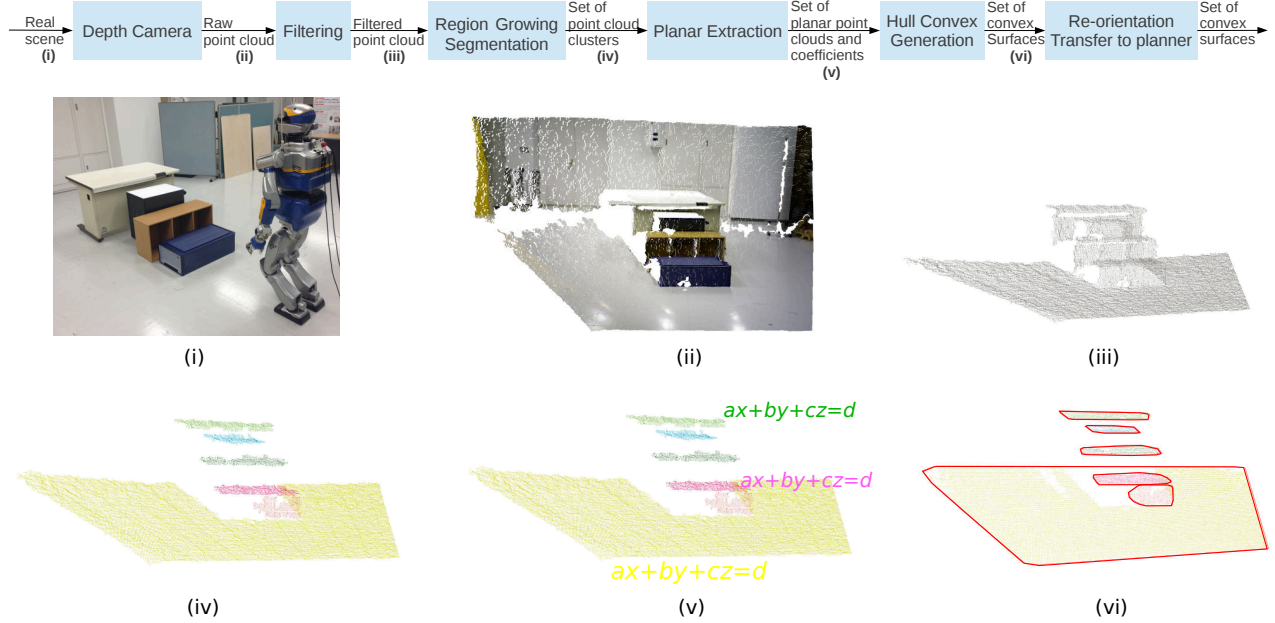 Real
scene
(i)
Depth Camera
Raw
point cloud
(ii)
Filtering
Filtered
point cloud
(iii)
Region Growing
Segmentation
Set of
point cloud
clusters
(iv)
Planar Extraction
Set of
planar point
clouds and
coefficients
(v)
Hull Convex
Generation
Set of
convex
Surfaces
(vi)
Re-orientation
Transfer to planner
Set of
convex
surfaces
(i)
(ii)
(iii)
ax+by+cz=d
ax+by+cz=d
ax+by+cz=d
(iv)
(v)
(vi)